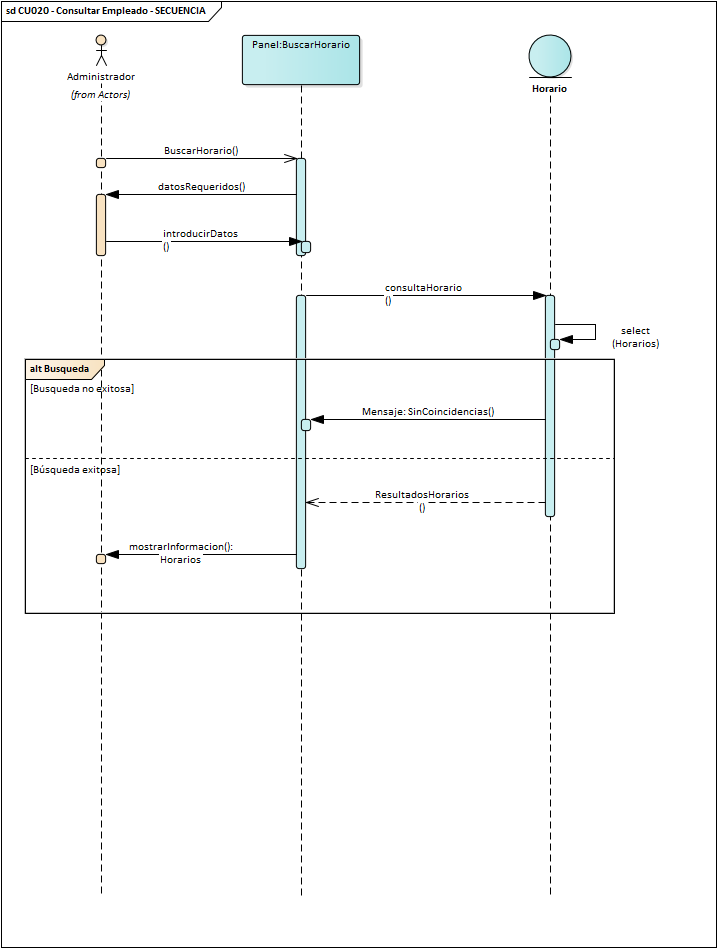 sd CU020 - Consultar Empleado - SECUENCIA
Panel:BuscarHorario
Administrador
(from Actors)
Horario
BuscarHorario()
datosRequeridos()
introducirDatos
()
consultaHorario
()
select
(Horarios)
alt Busqueda
[Busqueda no exitosa]
Mensaje: SinCoincidencias()
[Búsqueda exitosa]
ResultadosHorarios
()
mostrarInformacion():
Horarios